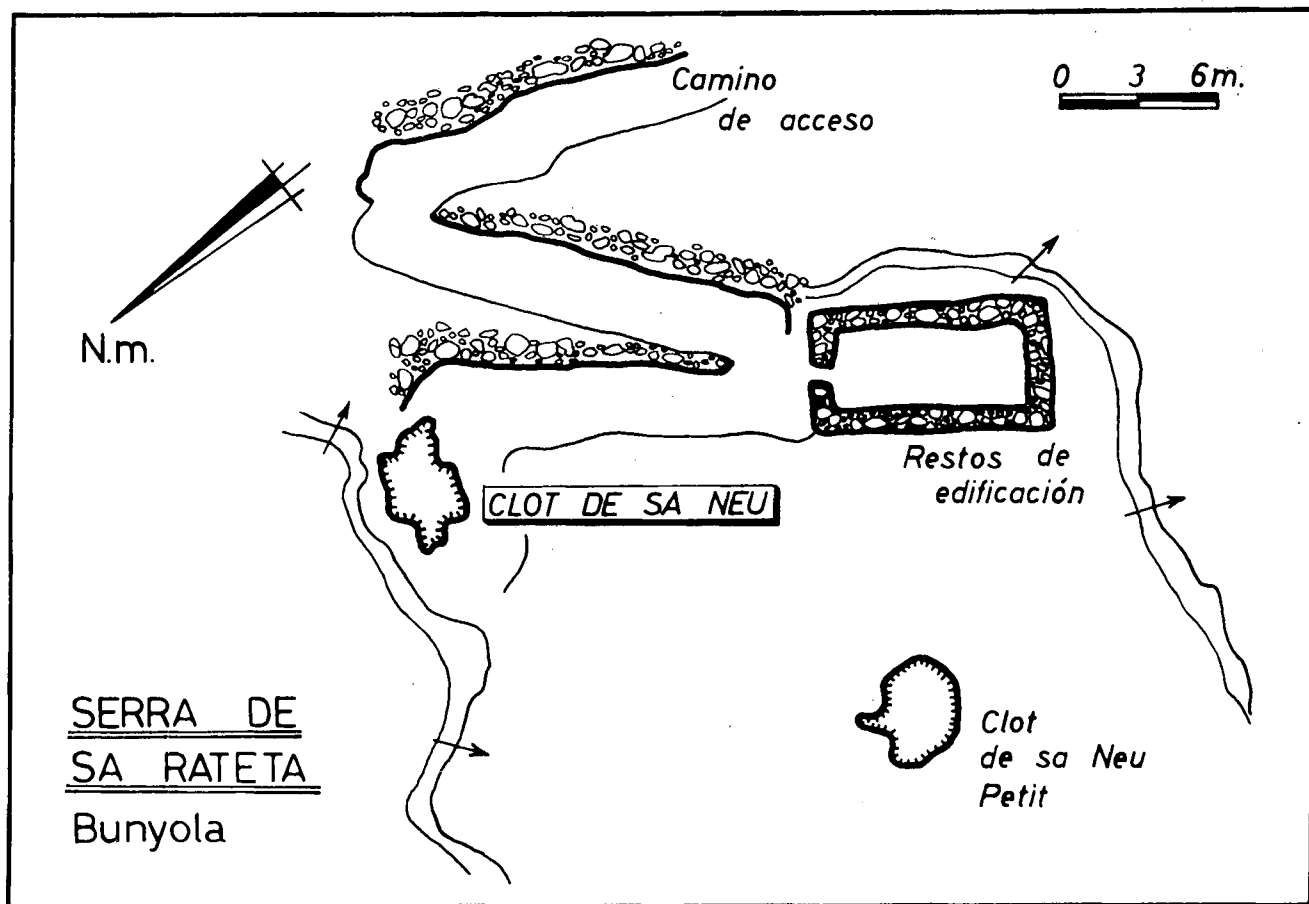 Camino
de acceso
0 3 6m.
N.m.
Restos de
edificación
CLOT DE SA NEU
SERRA DE
SA RATETA
Bunyola
Clot
de sa Neu
Petit